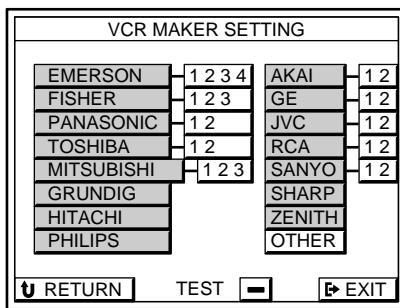 VCR MAKER SETTING
EMERSON 1 2 3 4 AKAI 1 2
FISHER 1 2 3 GE 1 2
PANASONIC 1 2 JVC 1 2
TOSHIBA 1 2 RCA 1 2
MITSUBISHI 1 2 3 SANYO 1 2
GRUNDIG SHARP
HITACHI ZENITH
PHILIPS OTHER
RETURN TEST EXIT